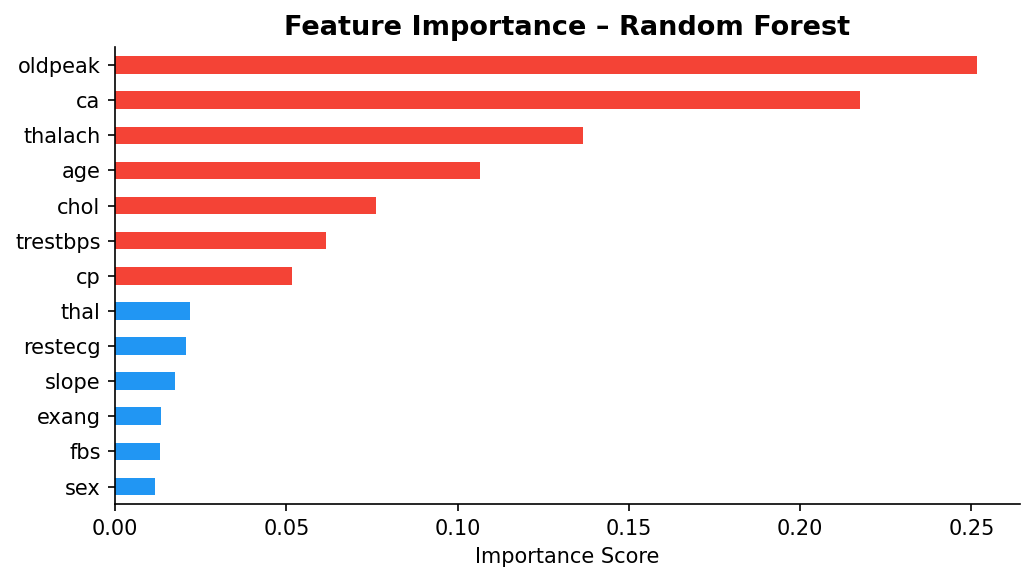 Feature Importance – Random Forest
oldpeak
ca
thalach
age
chol
trestbps
cp
thal
restecg
slope
exang
fbs
sex
0.00 0.05 0.10 0.15 0.20 0.25
Importance Score